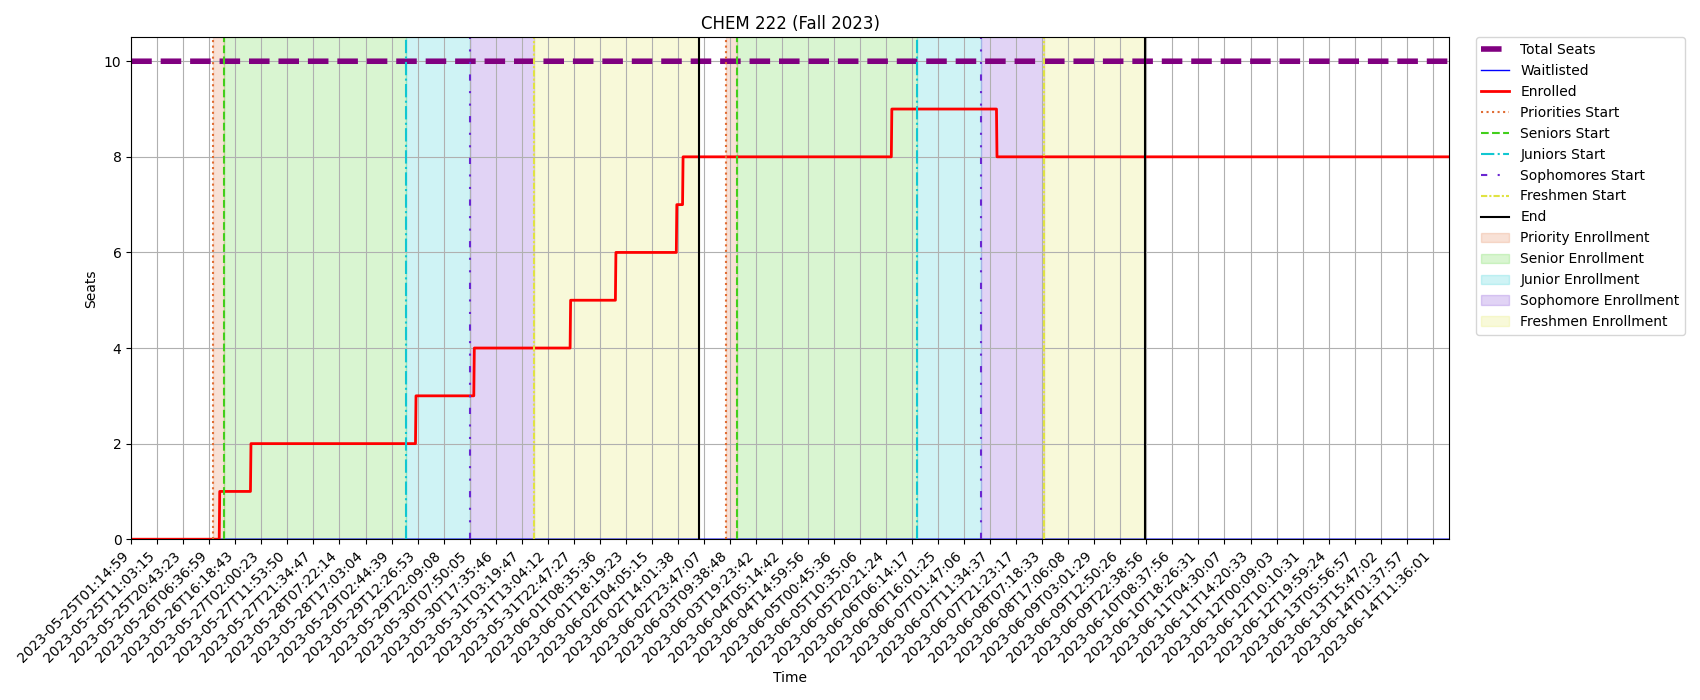 CHEM 222 (Fall 2023)
10
8
6
4
2
0
Seats
2023-05-25T01:14:59
2023-05-25T11:03:15
2023-05-25T20:43:23
2023-05-26T06:36:59
2023-05-26T16:18:43
2023-05-27T02:00:23
2023-05-27T11:53:50
2023-05-27T21:34:47
2023-05-28T07:22:14
2023-05-28T17:03:04
2023-05-29T02:44:39
2023-05-29T12:26:53
2023-05-29T22:09:08
2023-05-30T07:50:05
2023-05-30T17:35:46
2023-05-31T03:19:47
2023-05-31T13:04:12
2023-05-31T22:47:27
2023-06-01T08:35:36
2023-06-01T18:19:23
2023-06-02T04:05:15
2023-06-02T14:01:38
2023-06-02T23:47:07
2023-06-03T09:38:48
2023-06-03T19:23:42
2023-06-04T05:14:42
2023-06-04T14:59:56
2023-06-05T00:45:36
2023-06-05T10:35:06
2023-06-05T20:21:24
2023-06-06T06:14:17
2023-06-06T16:01:25
2023-06-07T01:47:06
2023-06-07T11:34:37
2023-06-07T21:23:17
2023-06-08T07:18:33
2023-06-08T17:06:08
2023-06-09T03:01:29
2023-06-09T12:50:26
2023-06-09T22:38:56
2023-06-10T08:37:56
2023-06-10T18:26:31
2023-06-11T04:30:07
2023-06-11T14:20:33
2023-06-12T00:09:03
2023-06-12T10:10:31
2023-06-12T19:59:24
2023-06-13T05:56:57
2023-06-13T15:47:02
2023-06-14T01:37:57
2023-06-14T11:36:01
Time
Total Seats
Waitlisted
Enrolled
Priorities Start
Seniors Start
Juniors Start
Sophomores Start
Freshmen Start
End
Priority Enrollment
Senior Enrollment
Junior Enrollment
Sophomore Enrollment
Freshmen Enrollment